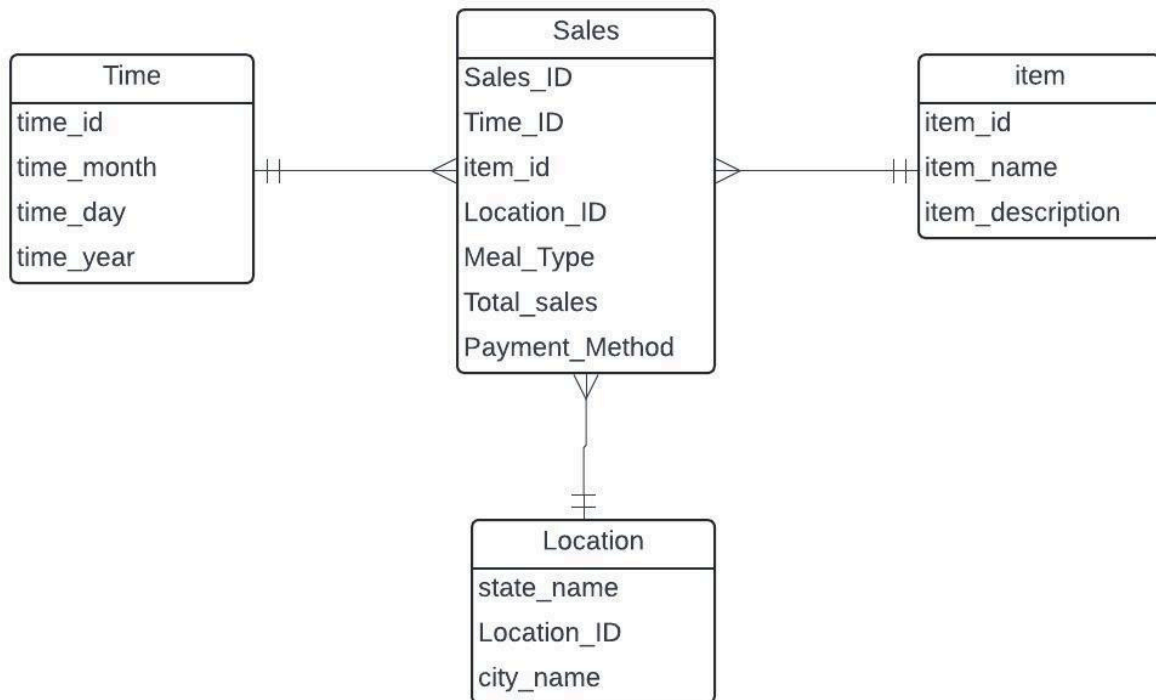 Time
time_id
time_month
time_day
time_year
Sales
Sales_ID
Time_ID
item_id
Location_ID
Meal_Type
Total_sales
Payment_Method
item
item_id
item_name
item_description
Location
state_name
Location_ID
city_name